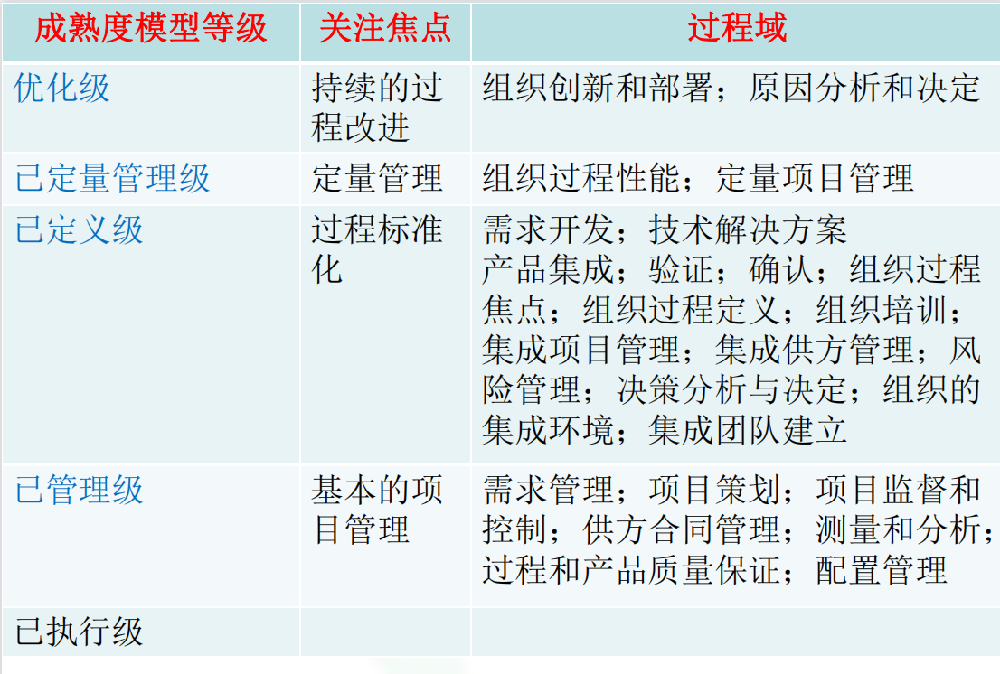 成熟度模型等级 关注焦点 过程域
优化级 持续的过 组织创新和部署；原因分析和决定
程改进
已定量管理级 定量管理 组织过程性能；定量项目管理
已定义级 过程标准 需求开发；技术解决方案
化 产品集成；验证；确认；组织过程
焦点；组织过程定义；组织培训；
集成项目管理；集成供方管理；风
险管理；决策分析与决定；组织的
集成环境；集成团队建立
已管理级 基本的项 需求管理；项目策划；项目监督和
目管理 控制；供方合同管理；测量和分析；
过程和产品质量保证；配置管理
已执行级